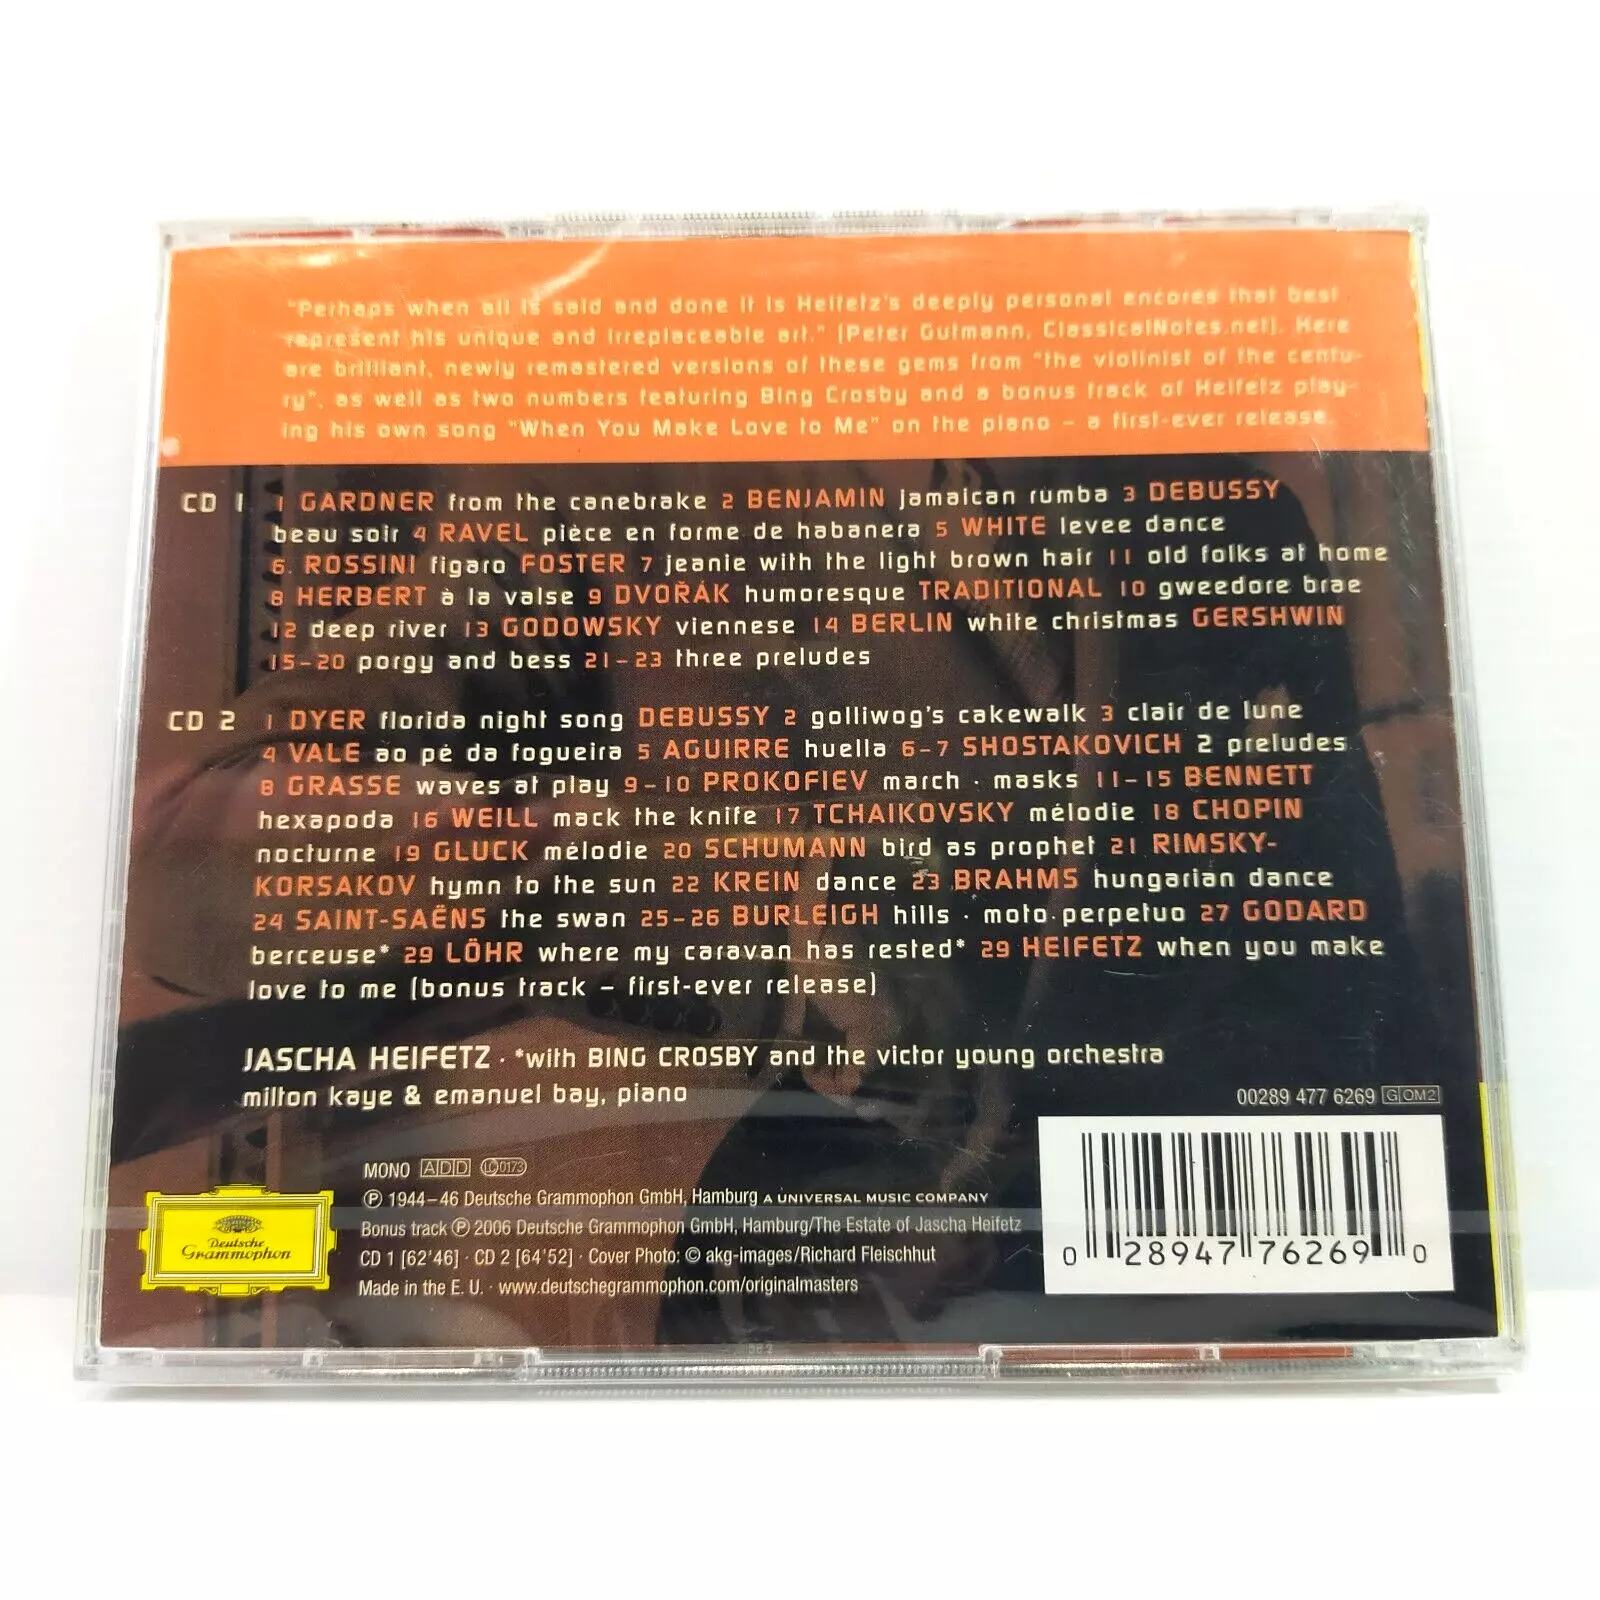 "Perhaps when all is said and done it is Heifetz's deeply personal encores that best
represent his unique and irreplaceable art." (Peter Gutmann, ClassicalNotes.net). Here
are brilliant, newly remastered versions of these gems from "the violinist of the centu-
ry", as well as two numbers featuring Bing Crosby and a bonus track of Heifetz play-
ing his own song "When You Make Love to Me" on the piano – a first-ever release.
CD 1 1 GARDNER from the canebrake 2 BENJAMIN jamaican rumba 3 DEBUSSY
beau soir 4 RAVEL pièce en forme de habanera 5 WHITE levee dance
6. ROSSINI figaro FOSTER 7 jeanie with the light brown hair 11 old folks at home
8 HERBERT à la valse 9 DVOŘÁK humoresque TRADITIONAL 10 gweedore brae
12 deep river 13 GODOWSKY viennese 14 BERLIN white christmas GERSHWIN
15–20 porgy and bess 21–23 three preludes
CD 2 1 DYER florida night song DEBUSSY 2 golliwog's cakewalk 3 clair de lune
4 VALE ao pé da fogueira 5 AGUIRRE huella 6–7 SHOSTAKOVICH 2 preludes
8 GRASSE waves at play 9–10 PROKOFIEV march · masks 11–15 BENNETT
hexapoda 16 WEILL mack the knife 17 TCHAIKOVSKY mélodie 18 CHOPIN
nocturne 19 GLUCK mélodie 20 SCHUMANN bird as prophet 21 RIMSKY-
KORSAKOV hymn to the sun 22 KREIN dance 23 BRAHMS hungarian dance
24 SAINT-SAËNS the swan 25–26 BURLEIGH hills · moto perpetuo 27 GODARD
berceuse* 29 LÖHR where my caravan has rested* 29 HEIFETZ when you make
love to me (bonus track – first-ever release)
JASCHA HEIFETZ · *with BING CROSBY and the victor young orchestra
milton kaye & emanuel bay, piano
00289 477 6269 G OM2
MONO ADD LC 0173
℗ 1944–46 Deutsche Grammophon GmbH, Hamburg A UNIVERSAL MUSIC COMPANY
Bonus track ℗ 2006 Deutsche Grammophon GmbH, Hamburg/The Estate of Jascha Heifetz
CD 1 [62'46] · CD 2 [64'52] · Cover Photo: © akg-images/Richard Fleischhut
Made in the E. U. · www.deutschegrammophon.com/originalmasters
Deutsche
Grammophon
0 28947 76269 0